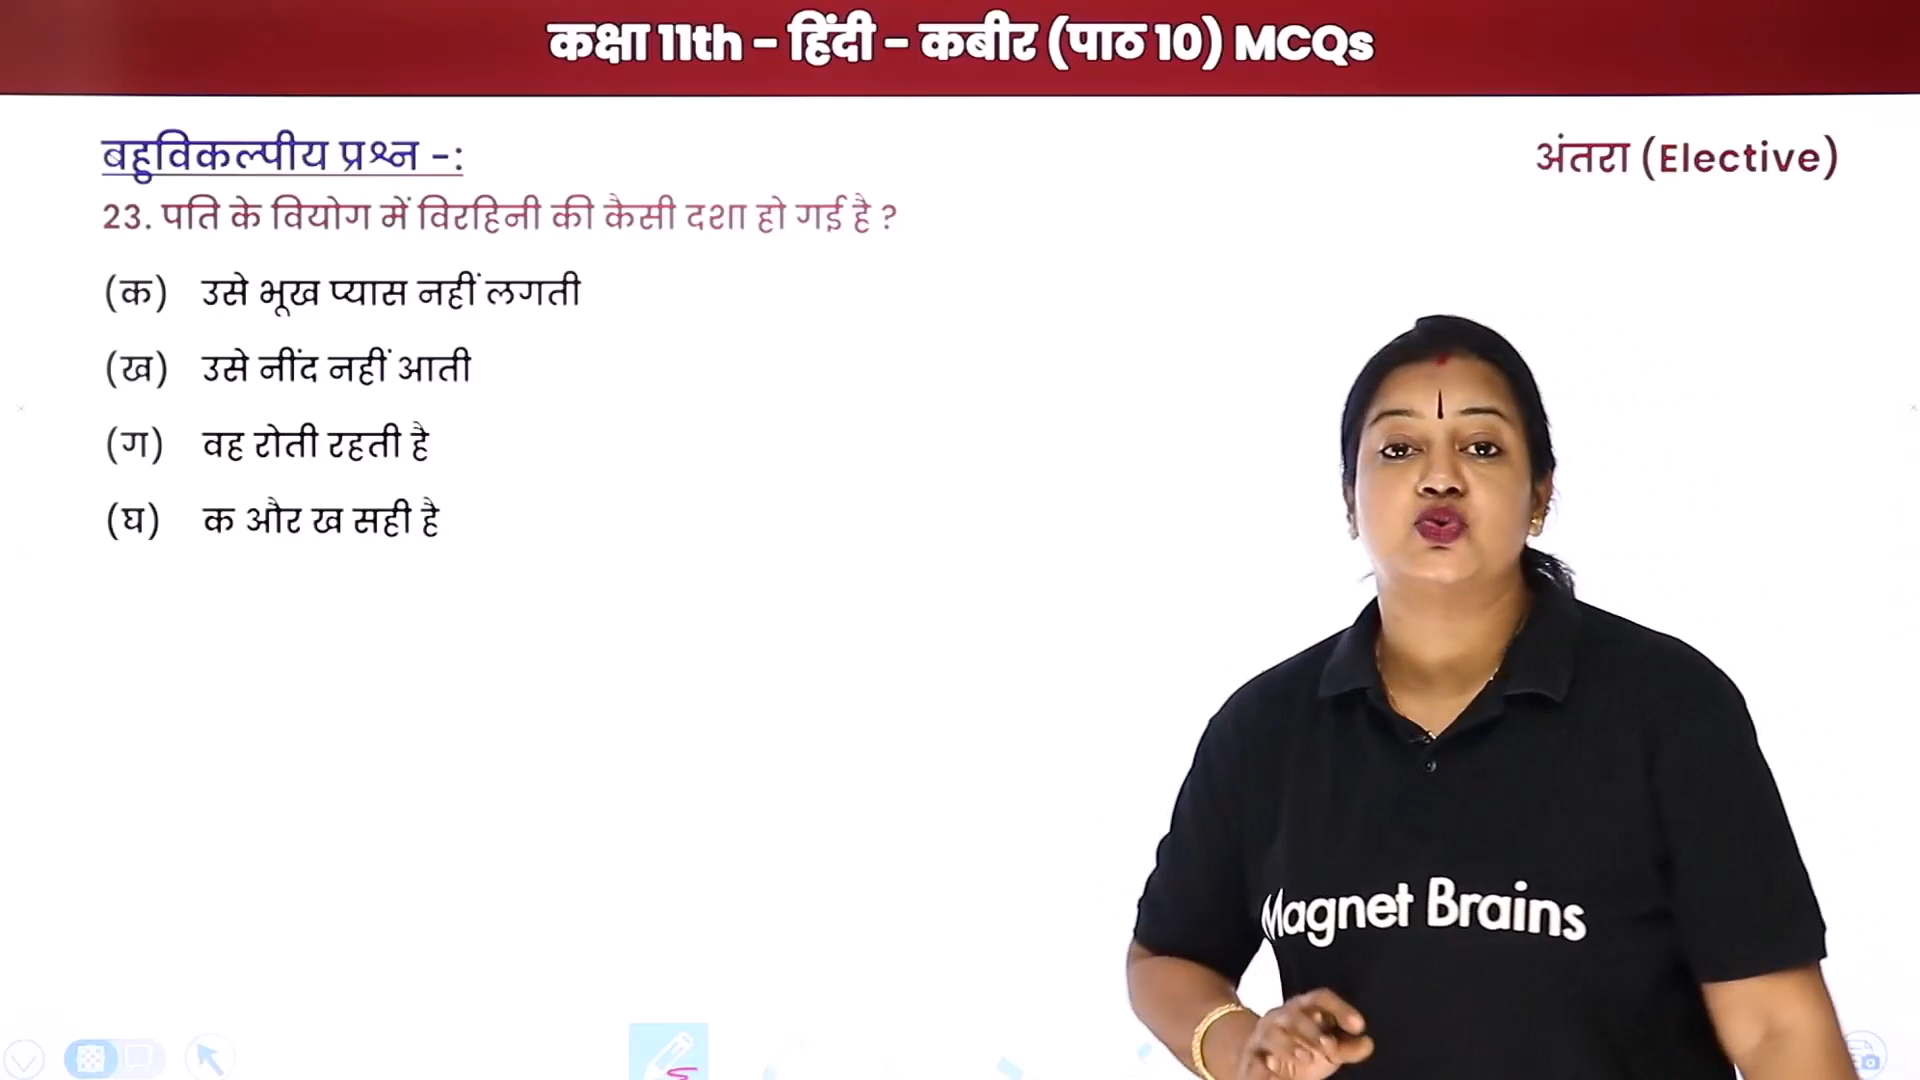 कक्षा 11th - हिंदी - कबीर (पाठ 10) MCQs
बहुविकल्पीय प्रश्न -:
अंतरा (Elective)
23. पति के वियोग में विरहिनी की कैसी दशा हो गई है ?
(क) उसे भूख प्यास नहीं लगती
(ख) उसे नींद नहीं आती
(ग) वह रोती रहती है
(घ) क और ख सही है
Magnet Brains